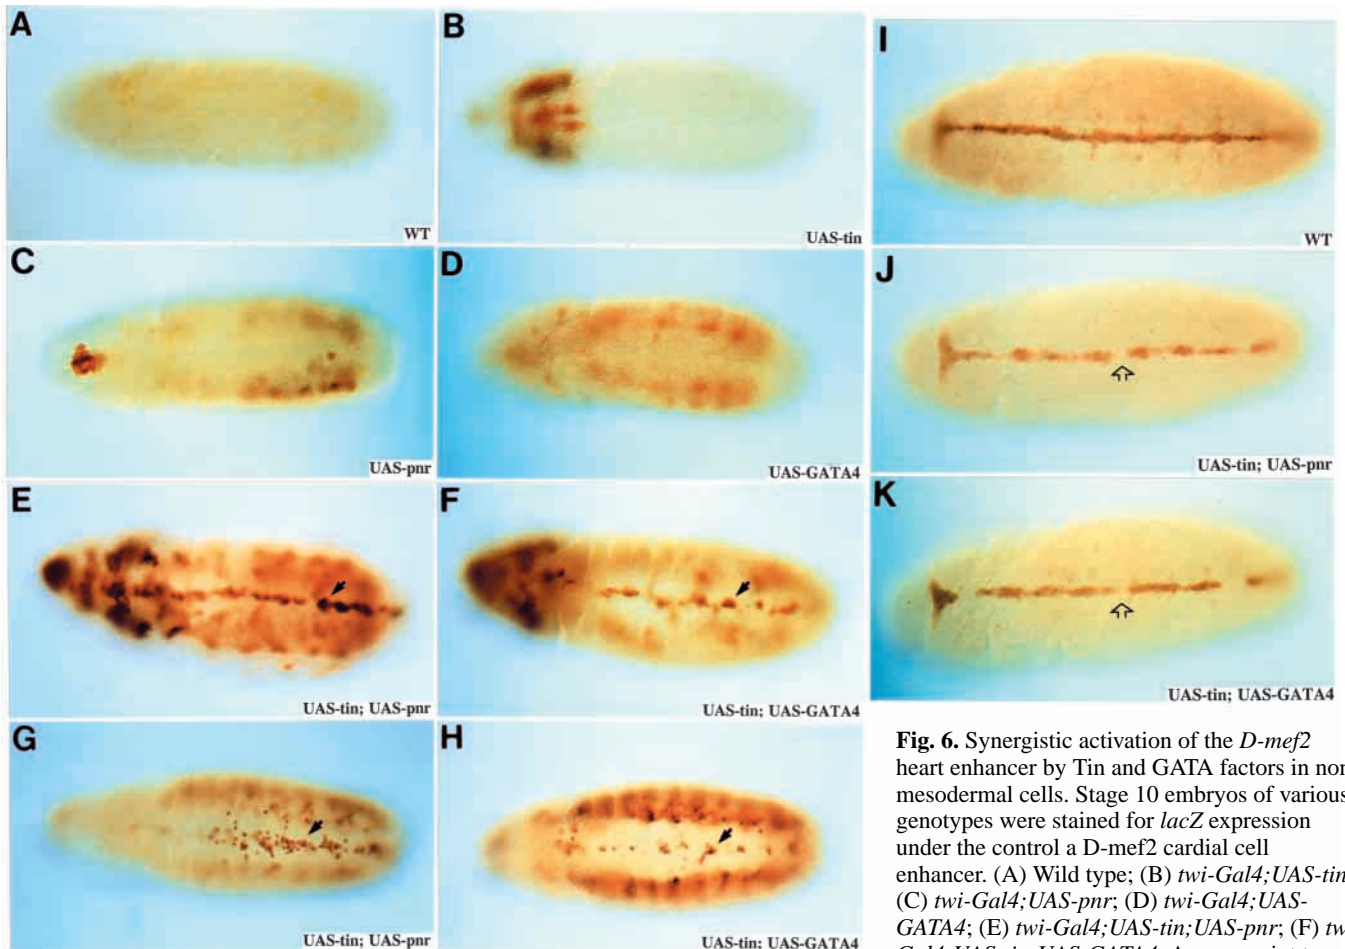 A
B
I
WT
UAS-tin
WT
C
D
J
UAS-pnr
UAS-GATA4
UAS-tin; UAS-pnr
E
F
K
UAS-tin; UAS-pnr
UAS-tin; UAS-GATA4
UAS-tin; UAS-GATA4
G
H
UAS-tin; UAS-pnr
UAS-tin; UAS-GATA4
Fig. 6. Synergistic activation of the D-mef2
heart enhancer by Tin and GATA factors in non
mesodermal cells. Stage 10 embryos of various
genotypes were stained for lacZ expression
under the control a D-mef2 cardial cell
enhancer. (A) Wild type; (B) twi-Gal4;UAS-tin
(C) twi-Gal4;UAS-pnr; (D) twi-Gal4;UAS-
GATA4; (E) twi-Gal4;UAS-tin;UAS-pnr; (F) tw